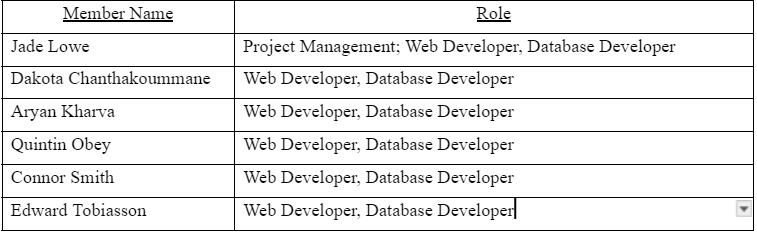 Member Name Role
Jade Lowe Project Management; Web Developer, Database Developer
Dakota Chanthakoummane Web Developer, Database Developer
Aryan Kharva Web Developer, Database Developer
Quintin Obey Web Developer, Database Developer
Connor Smith Web Developer, Database Developer
Edward Tobiasson Web Developer, Database Developer